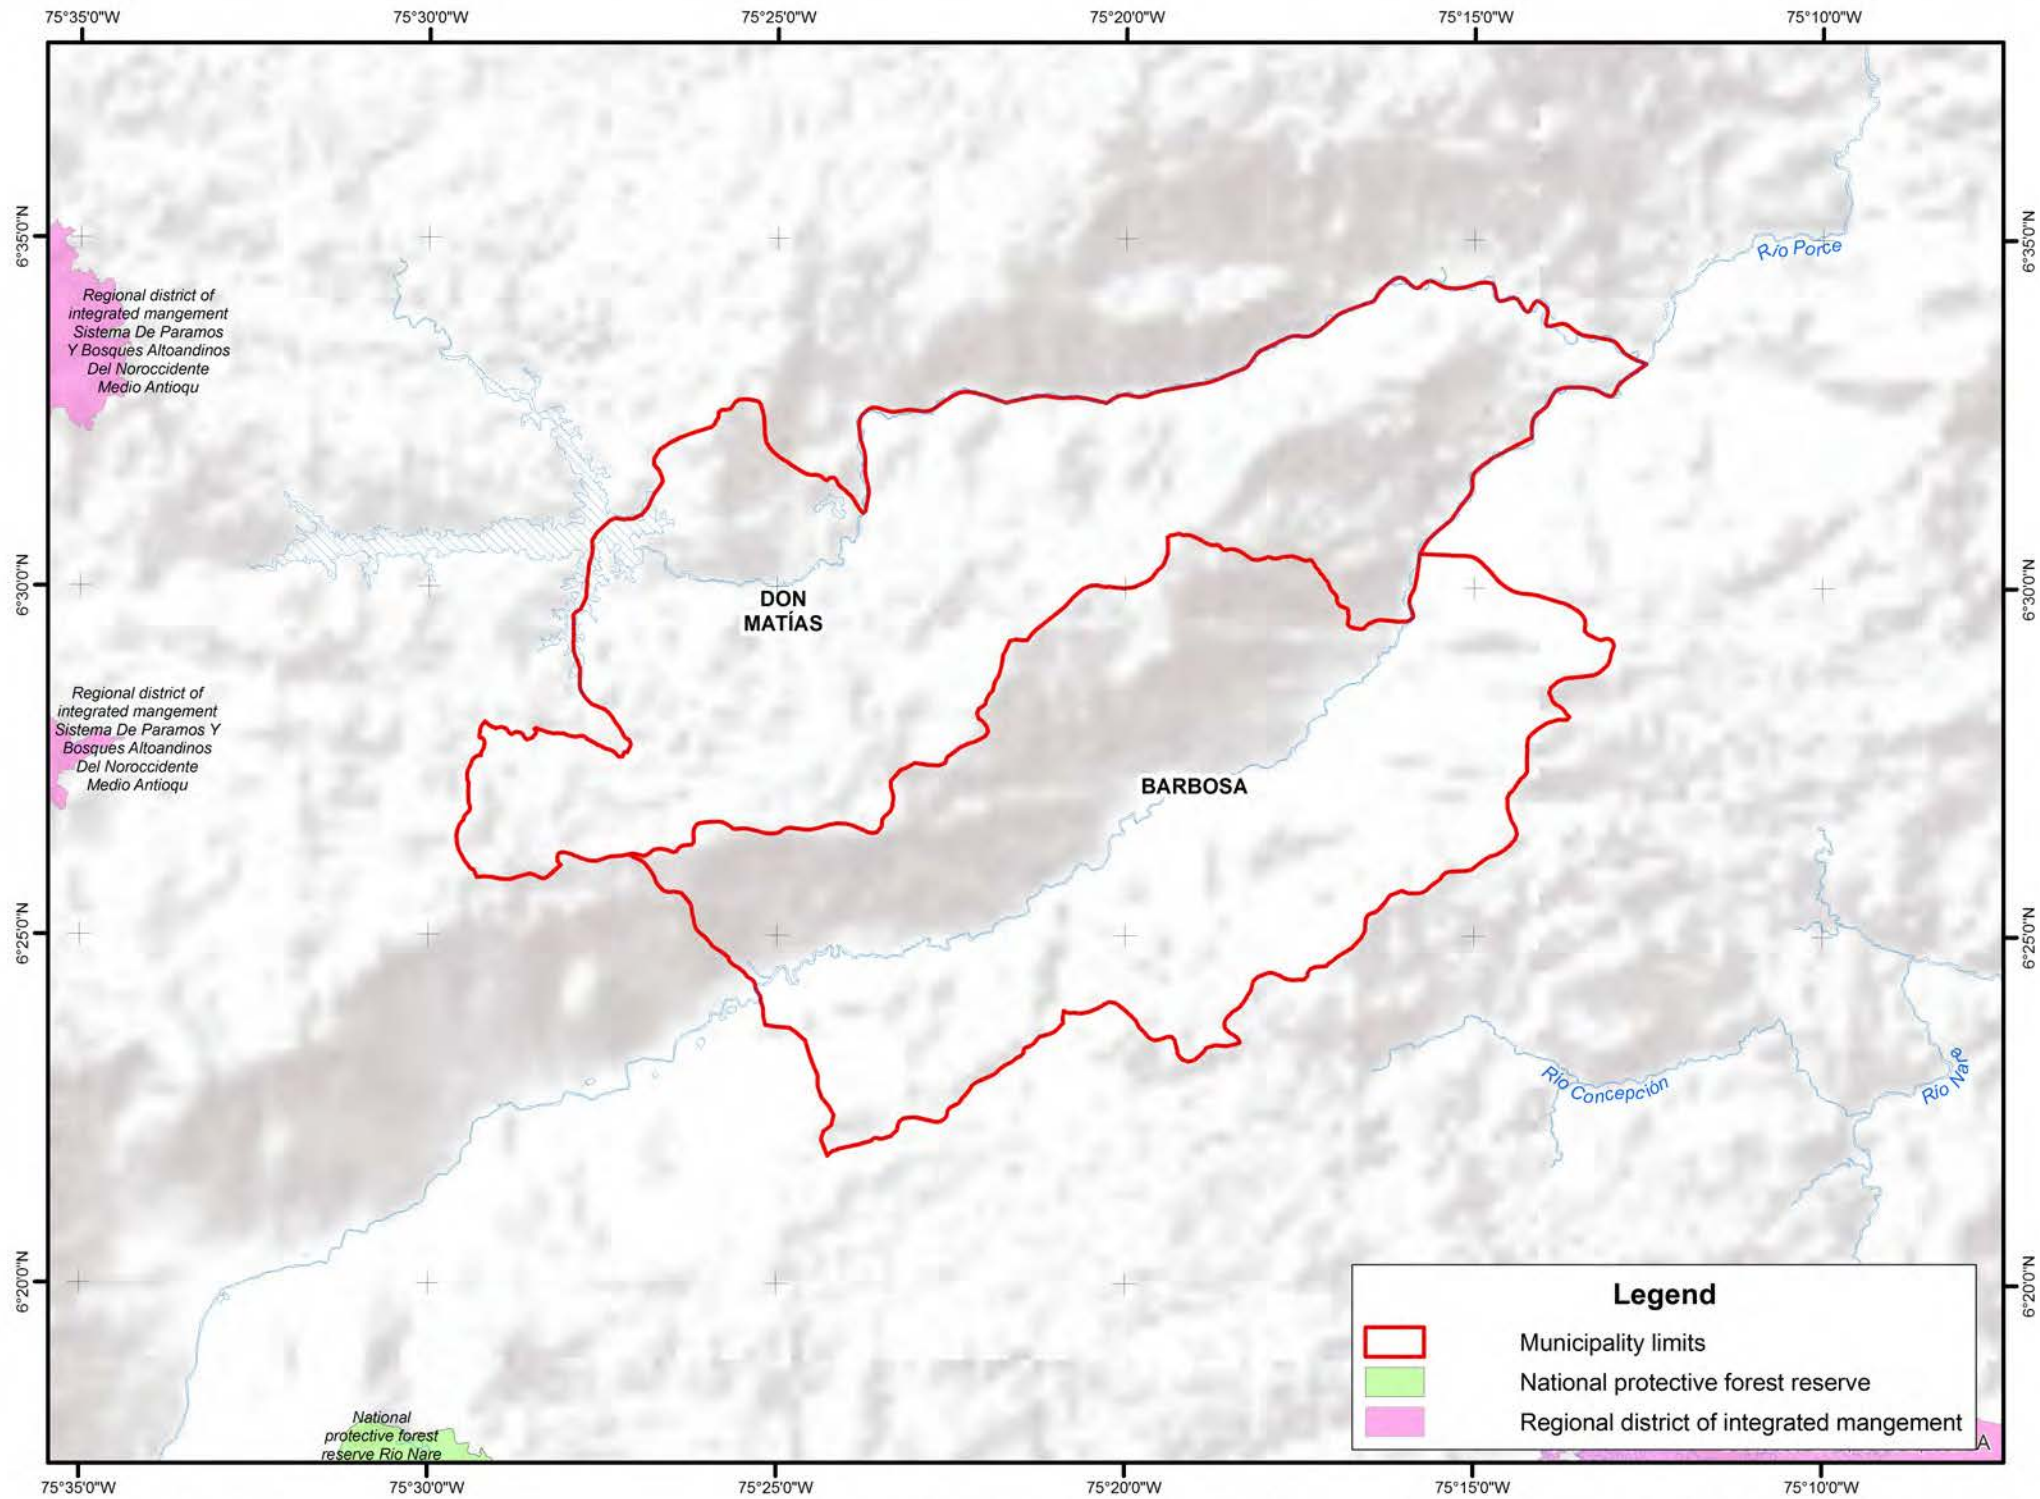 75°35'0"W
75°30'0"W
75°25'0"W
75°20'0"W
75°15'0"W
75°10'0"W
6°35'0"N
6°35'0"N
Río Porce
Regional district of
integrated mangement
Sistema De Paramos
Y Bosques Altoandinos
Del Noroccidente
Medio Antioqu
6°30'0"N
6°30'0"N
DON
MATÍAS
Regional district of
integrated mangement
Sistema De Paramos Y
Bosques Altoandinos
Del Noroccidente
Medio Antioqu
BARBOSA
6°25'0"N
6°25'0"N
Río Concepción
Río Nare
6°20'0"N
6°20'0"N
Legend
Municipality limits
National protective forest reserve
Regional district of integrated mangement
National
protective forest
reserve Rio Nare
A
75°35'0"W
75°30'0"W
75°25'0"W
75°20'0"W
75°15'0"W
75°10'0"W